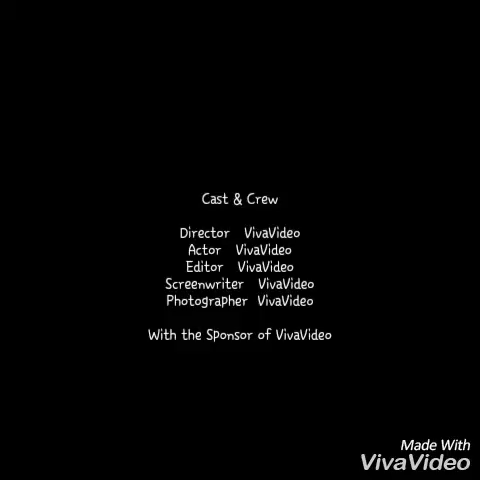 Cast & Crew
Director VivaVideo
Actor VivaVideo
Editor VivaVideo
Screenwriter VivaVideo
Photographer VivaVideo
With the Sponsor of VivaVideo
Made With
VivaVideo